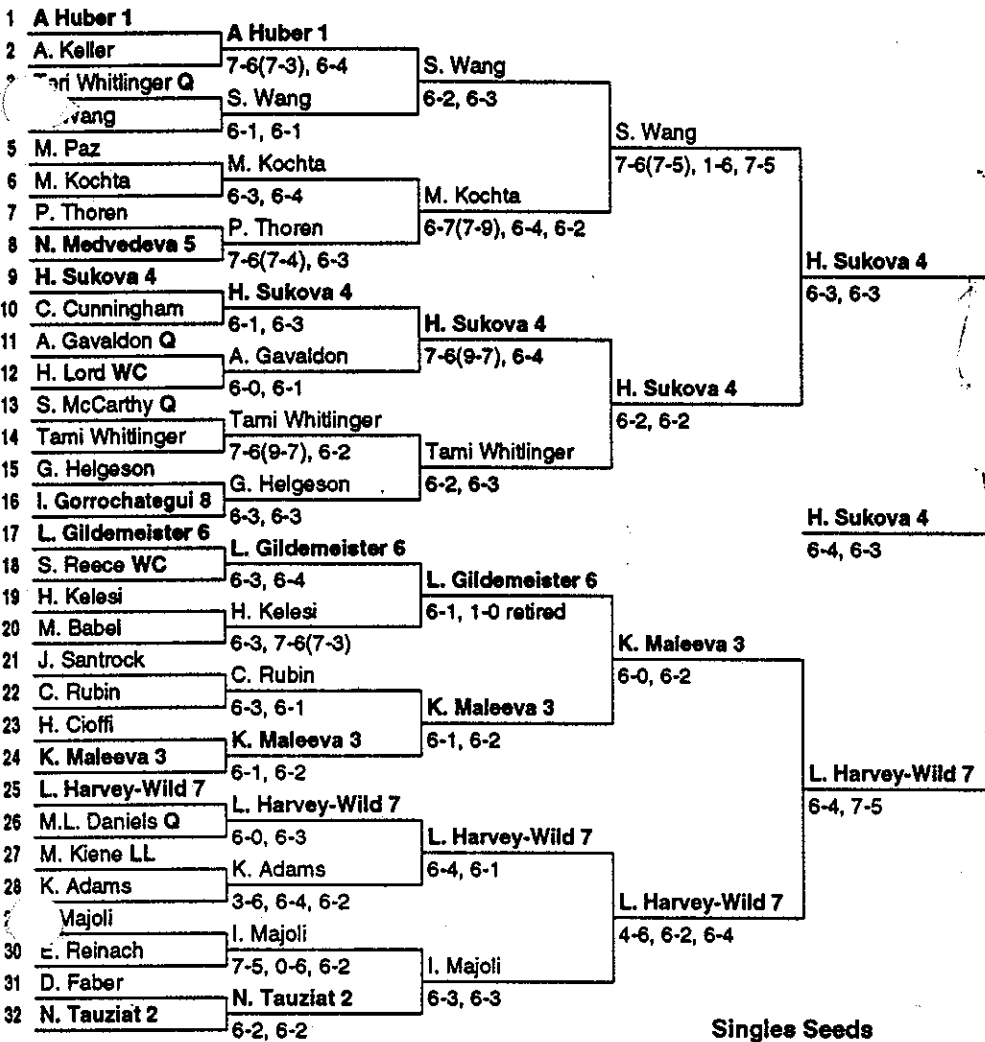 1 A Huber 1
2 A. Keller
Teri Whitlinger Q
Wang
5 M. Paz
6 M. Kochta
7 P. Thoren
8 N. Medvedeva 5
9 H. Sukova 4
10 C. Cunningham
11 A. Gavaldon Q
12 H. Lord WC
13 S. McCarthy Q
14 Tami Whitlinger
15 G. Helgeson
16 I. Gorrochategui 8
17 L. Gildemeister 6
18 S. Reece WC
19 H. Kelesi
20 M. Babel
21 J. Santrock
22 C. Rubin
23 H. Cioffi
24 K. Maleeva 3
25 L. Harvey-Wild 7
26 M.L. Daniels Q
27 M. Kiene LL
28 K. Adams
Majoli
30 E. Reinach
31 D. Faber
32 N. Tauziat 2
A Huber 1
7-6(7-3), 6-4
S. Wang
6-1, 6-1
M. Kochta
6-3, 6-4
P. Thoren
7-6(7-4), 6-3
H. Sukova 4
6-1, 6-3
A. Gavaldon
6-0, 6-1
Tami Whitlinger
7-6(9-7), 6-2
G. Helgeson
6-3, 6-3
L. Gildemeister 6
6-3, 6-4
H. Kelesi
6-3, 7-6(7-3)
C. Rubin
6-3, 6-1
K. Maleeva 3
6-1, 6-2
L. Harvey-Wild 7
6-0, 6-3
K. Adams
3-6, 6-4, 6-2
I. Majoli
7-5, 0-6, 6-2
N. Tauziat 2
6-2, 6-2
S. Wang
6-2, 6-3
M. Kochta
6-7(7-9), 6-4, 6-2
H. Sukova 4
7-6(9-7), 6-4
Tami Whitlinger
6-2, 6-3
L. Gildemeister 6
6-1, 1-0 retired
K. Maleeva 3
6-1, 6-2
L. Harvey-Wild 7
6-4, 6-1
I. Majoli
6-3, 6-3
S. Wang
7-6(7-5), 1-6, 7-5
H. Sukova 4
6-2, 6-2
K. Maleeva 3
6-0, 6-2
L. Harvey-Wild 7
4-6, 6-2, 6-4
H. Sukova 4
6-3, 6-3
L. Harvey-Wild 7
6-4, 7-5
H. Sukova 4
6-4, 6-3
Singles Seeds